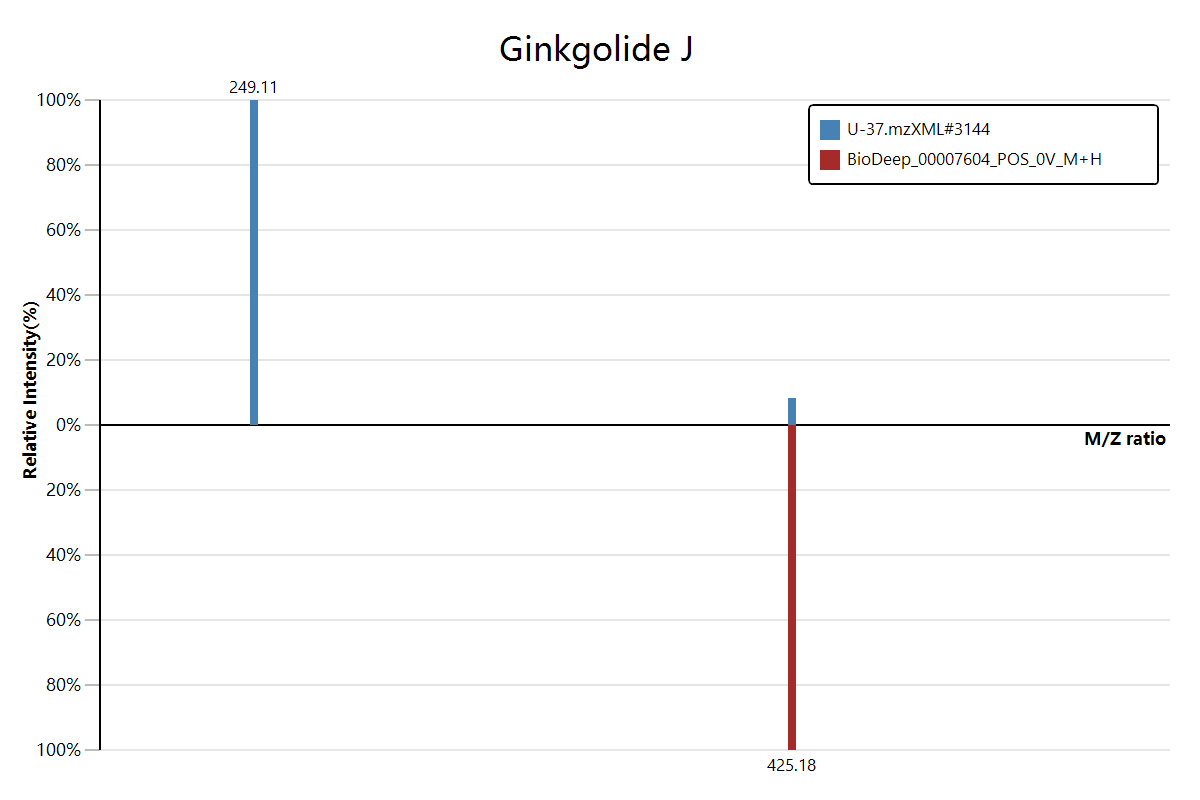 Ginkgolide J
249.11
U-37.mzXML#3144
BioDeep_00007604_POS_0V_M+H
100%
80%
60%
40%
20%
0%
20%
40%
60%
80%
100%
Relative Intensity(%)
M/Z ratio
425.18